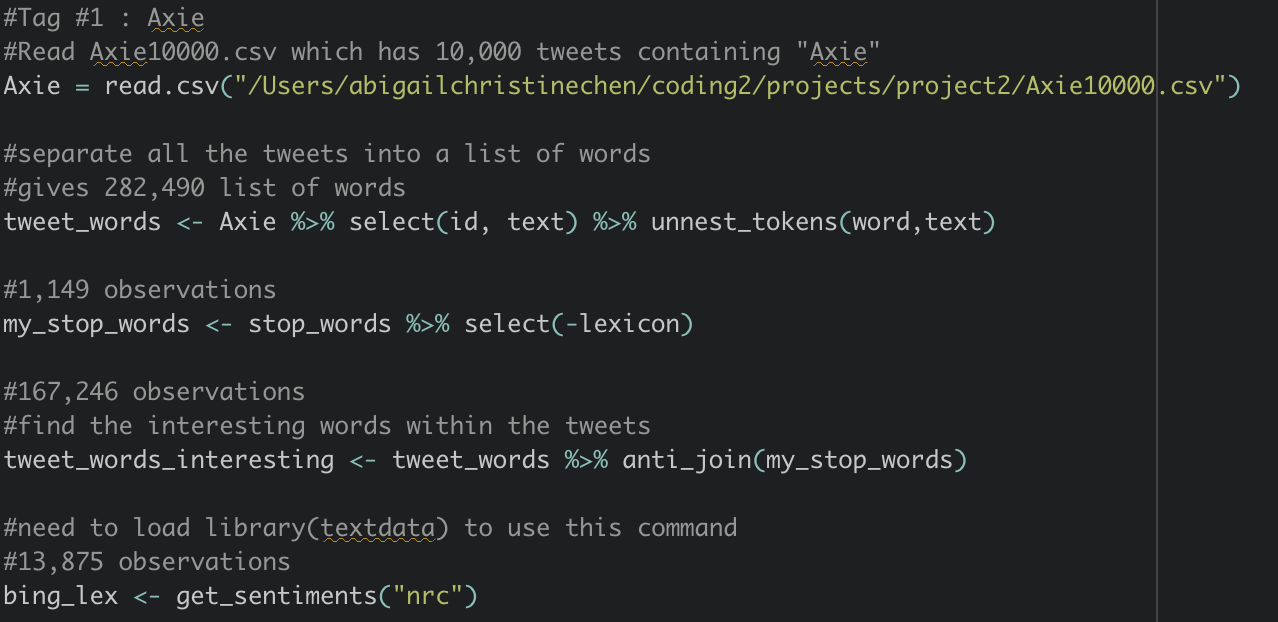 #Tag #1 : Axie
#Read Axie10000.csv which has 10,000 tweets containing "Axie"
Axie = read.csv("/Users/abigailchristinechen/coding2/projects/project2/Axie10000.csv")
#separate all the tweets into a list of words
#gives 282,490 list of words
tweet_words <- Axie %>% select(id, text) %>% unnest_tokens(word,text)
#1,149 observations
my_stop_words <- stop_words %>% select(-lexicon)
#167,246 observations
#find the interesting words within the tweets
tweet_words_interesting <- tweet_words %>% anti_join(my_stop_words)
#need to load library(textdata) to use this command
#13,875 observations
bing_lex <- get_sentiments("nrc")